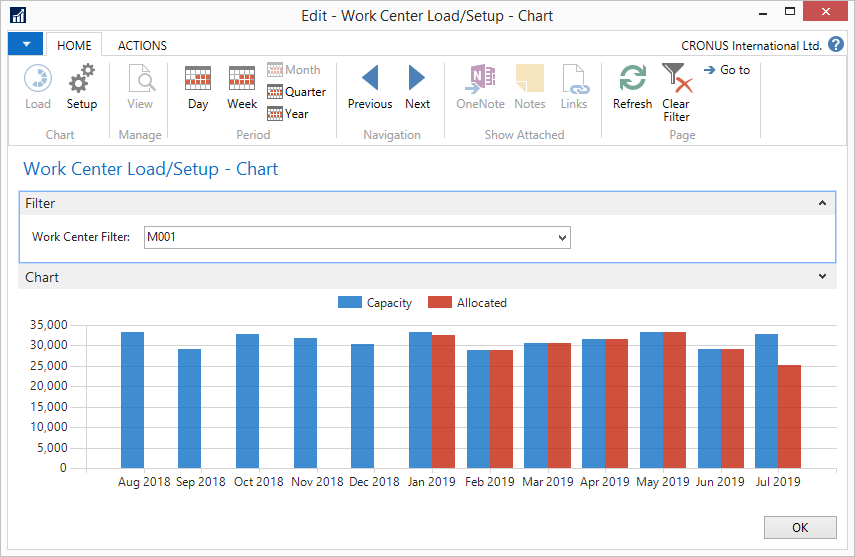 Edit - Work Center Load/Setup - Chart
HOME
ACTIONS
CRONUS International Ltd. ?
Load
Setup
View
Day
Week
Month
Quarter
Year
Previous
Next
OneNote
Notes
Links
Refresh
Clear
Filter
Go to
Chart
Manage
Period
Navigation
Show Attached
Page
Work Center Load/Setup - Chart
Filter
Work Center Filter: M001
Chart
Capacity Allocated
35,000
30,000
25,000
20,000
15,000
10,000
5,000
0
Aug 2018 Sep 2018 Oct 2018 Nov 2018 Dec 2018 Jan 2019 Feb 2019 Mar 2019 Apr 2019 May 2019 Jun 2019 Jul 2019
OK